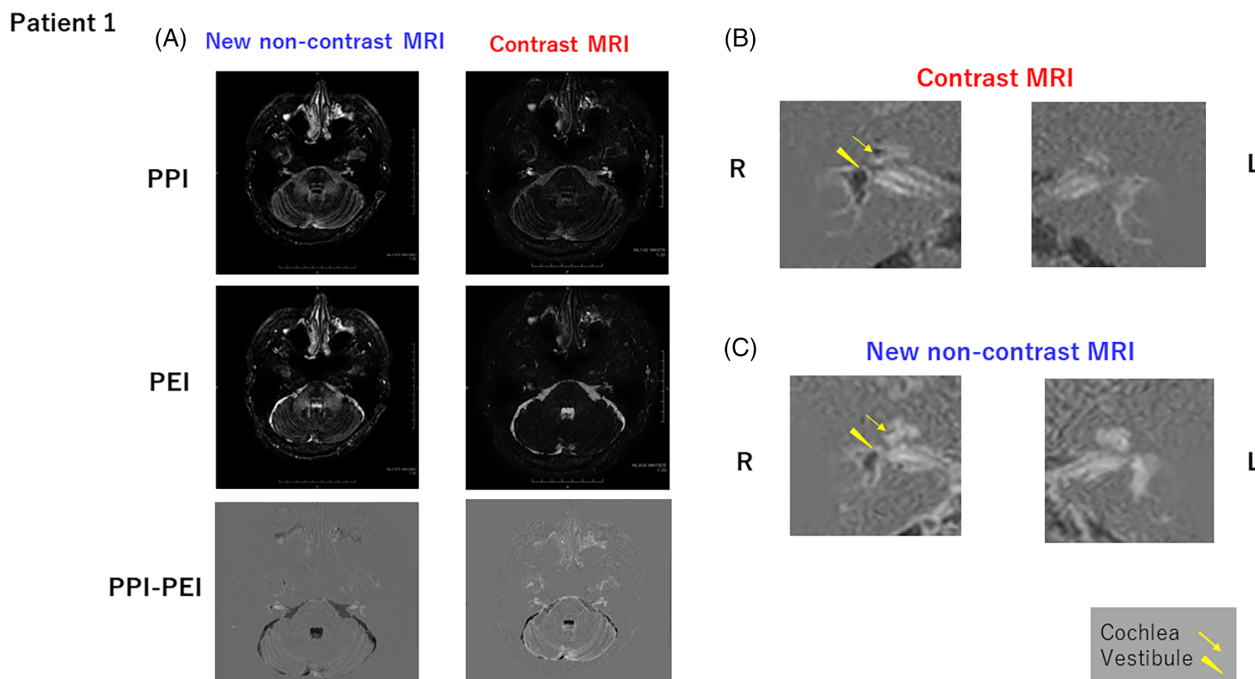 Patient 1
(A)
New non-contrast MRI
Contrast MRI
PPI
PEI
PPI-PEI
(B)
Contrast MRI
R
L
(C)
New non-contrast MRI
R
L
Cochlea
Vestibule